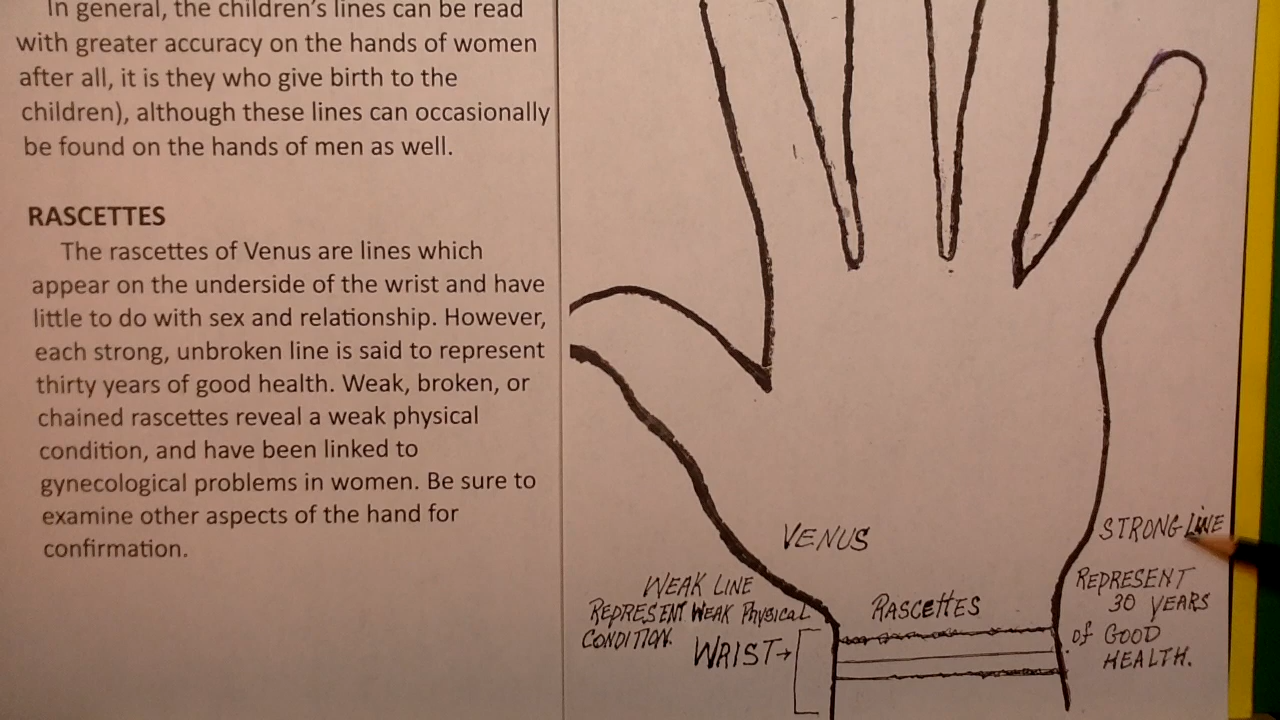 In general, the children's lines can be read
with greater accuracy on the hands of women
after all, it is they who give birth to the
children), although these lines can occasionally
be found on the hands of men as well.
RASCETTES
The rascettes of Venus are lines which
appear on the underside of the wrist and have
little to do with sex and relationship. However,
each strong, unbroken line is said to represent
thirty years of good health. Weak, broken, or
chained rascettes reveal a weak physical
condition, and have been linked to
gynecological problems in women. Be sure to
examine other aspects of the hand for
confirmation.
VENUS
WEAK LINE
REPRESENT WEAK Physical
CONDITION.
WRIST
RASCETTES
STRONG LINE
REPRESENT
30 YEARS
of GOOD
HEALTH.